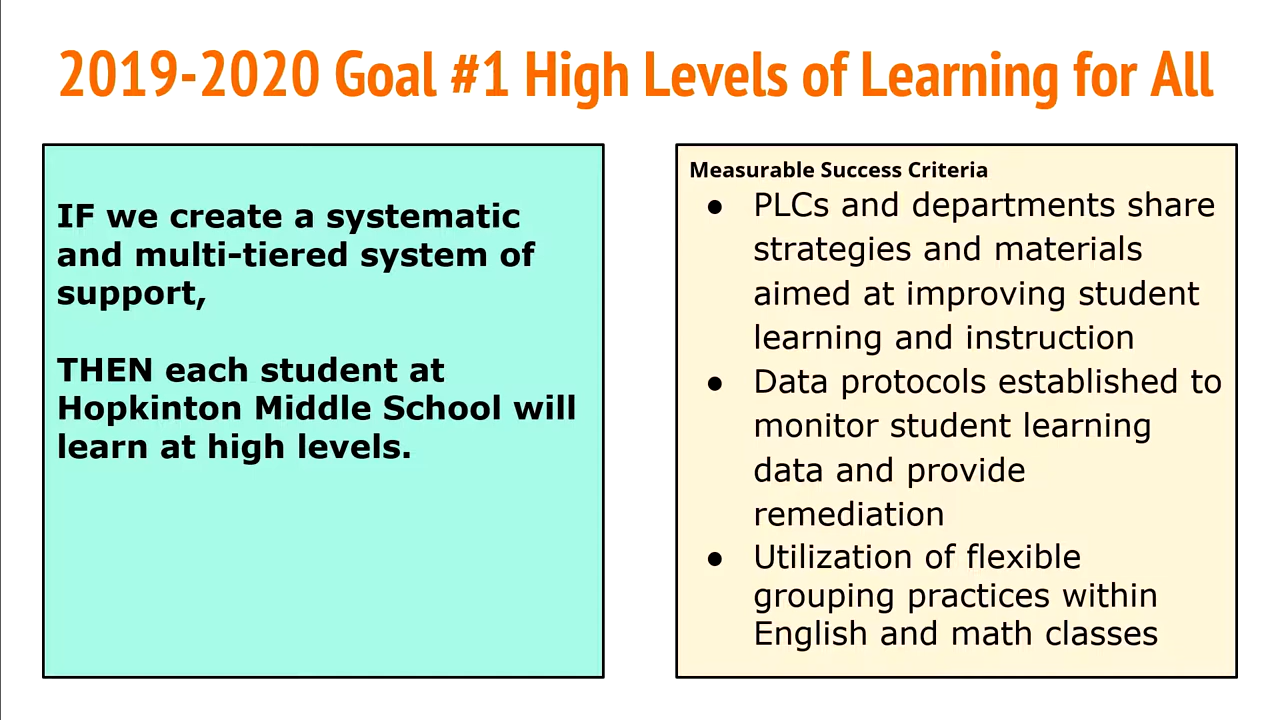 2019-2020 Goal #1 High Levels of Learning for All
IF we create a systematic
and multi-tiered system of
support,
THEN each student at
Hopkinton Middle School will
learn at high levels.
Measurable Success Criteria
● PLCs and departments share
strategies and materials
aimed at improving student
learning and instruction
● Data protocols established to
monitor student learning
data and provide
remediation
● Utilization of flexible
grouping practices within
English and math classes